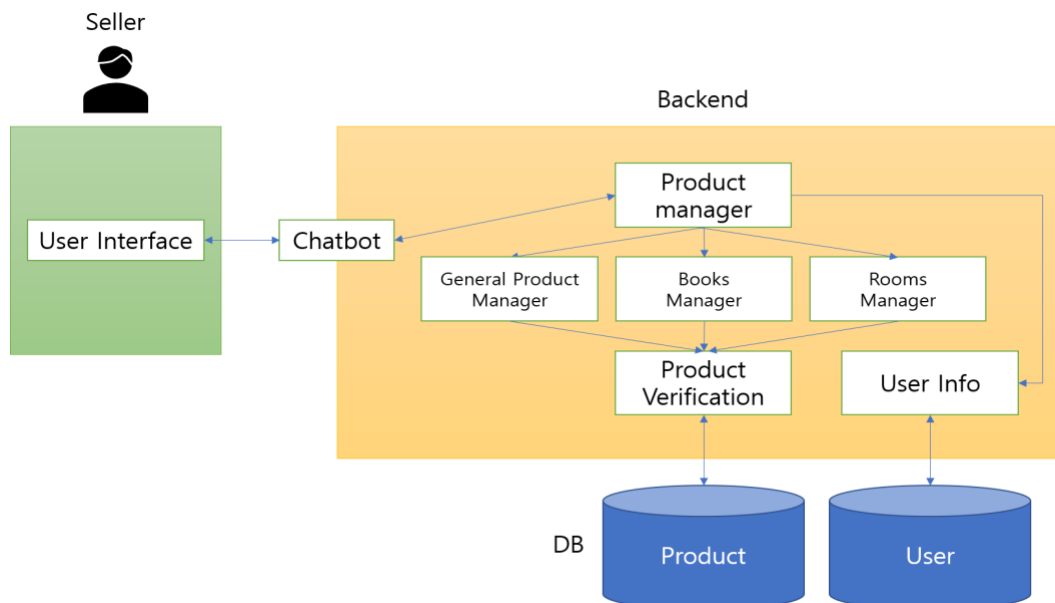 Seller
Backend
Product
manager
User Interface
Chatbot
General Product
Manager
Books
Manager
Rooms
Manager
Product
Verification
User Info
DB
Product
User